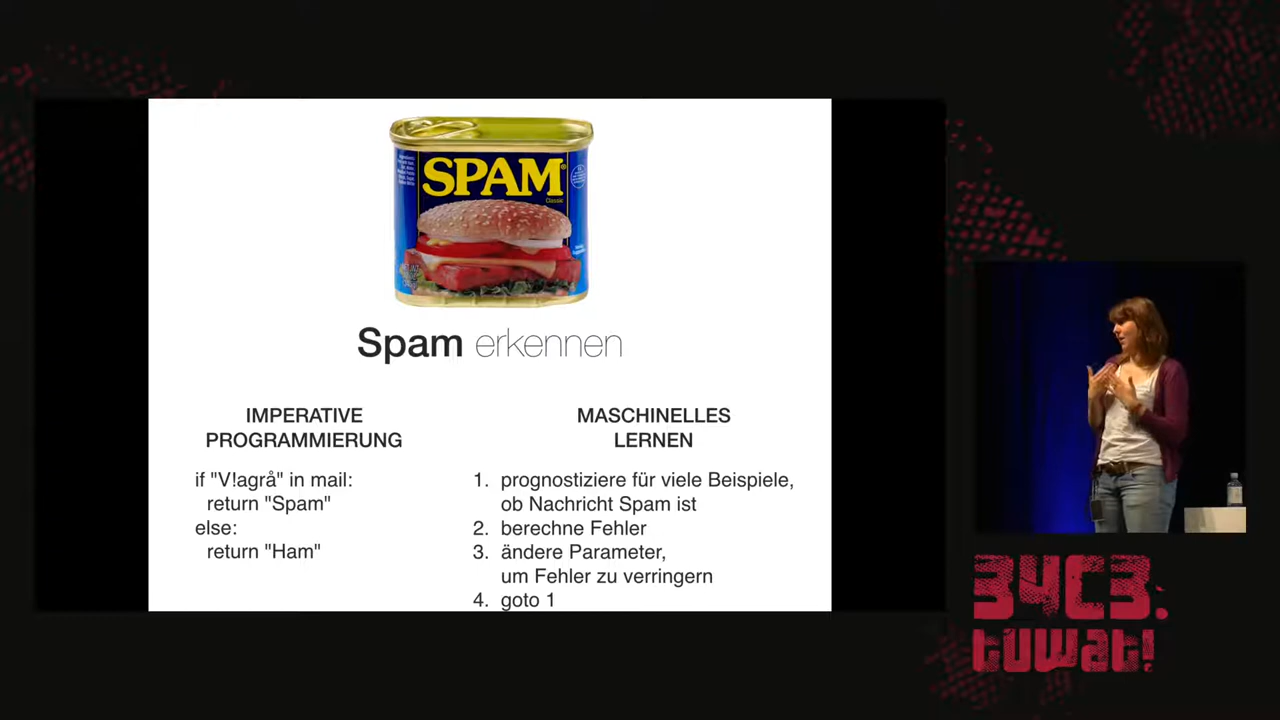 SPAM
Classic
Spam erkennen
IMPERATIVE
PROGRAMMIERUNG
if "V!agrå" in mail:
return "Spam"
else:
return "Ham"
MASCHINELLES
LERNEN
1. prognostiziere für viele Beispiele,
ob Nachricht Spam ist
2. berechne Fehler
3. ändere Parameter,
um Fehler zu verringern
4. goto 1
34C3.
tuwat!